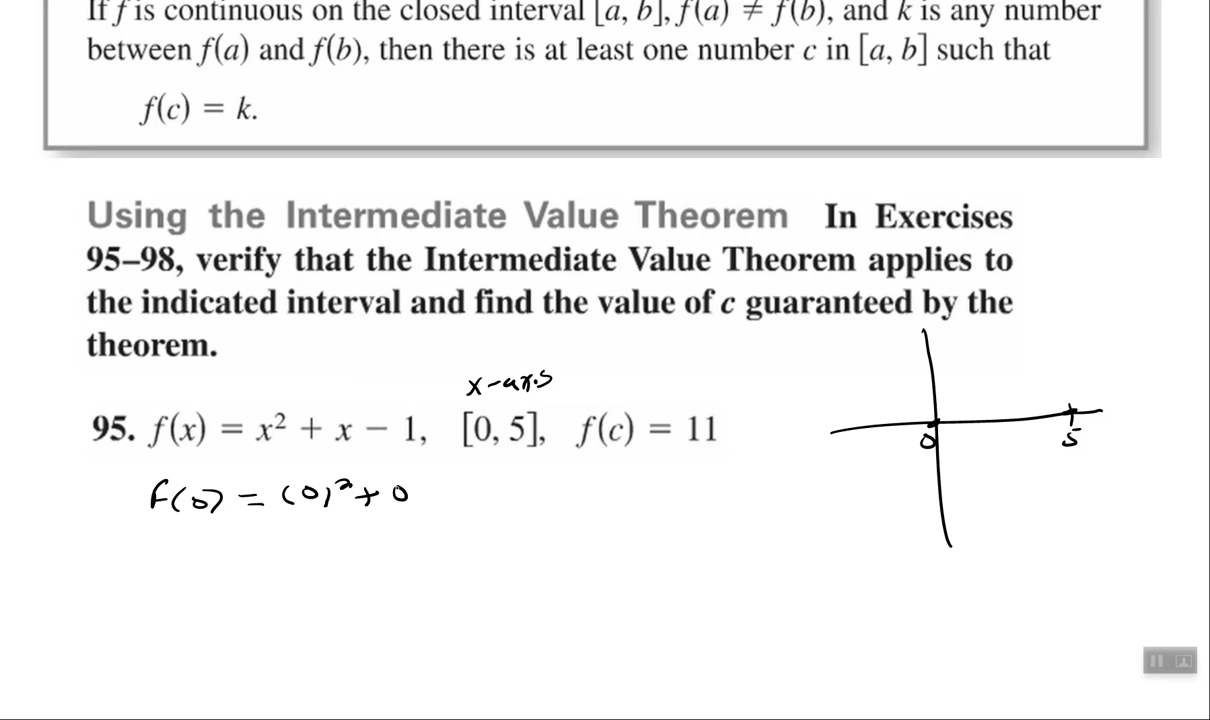 If f is continuous on the closed interval [a, b], f(a) ≠ f(b), and k is any number
between f(a) and f(b), then there is at least one number c in [a, b] such that
f(c) = k.
Using the Intermediate Value Theorem In Exercises
95–98, verify that the Intermediate Value Theorem applies to
the indicated interval and find the value of c guaranteed by the
theorem.
x-axis
95. f(x) = x² + x − 1, [0, 5], f(c) = 11
0 5
f(0) = (0)² + 0